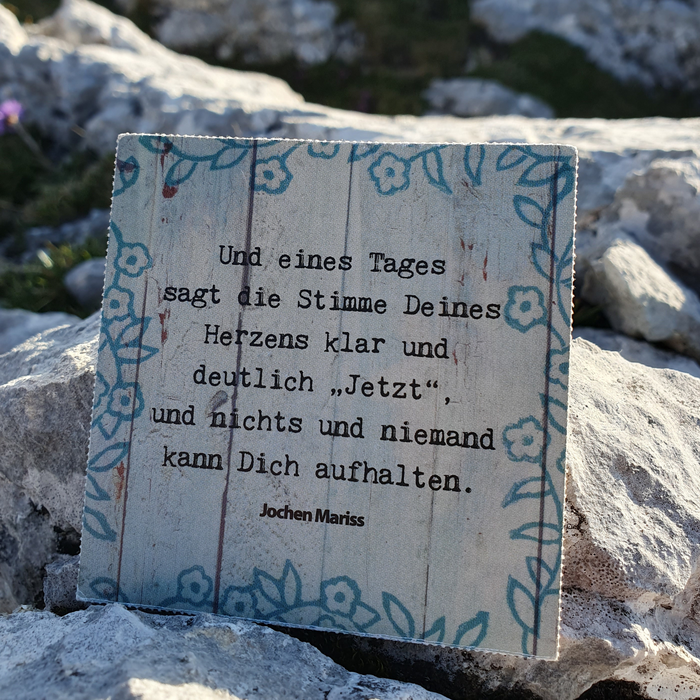 Und eines Tages
sagt die Stimme Deines
Herzens klar und
deutlich „Jetzt“,
und nichts und niemand
kann Dich aufhalten.
Jochen Mariss